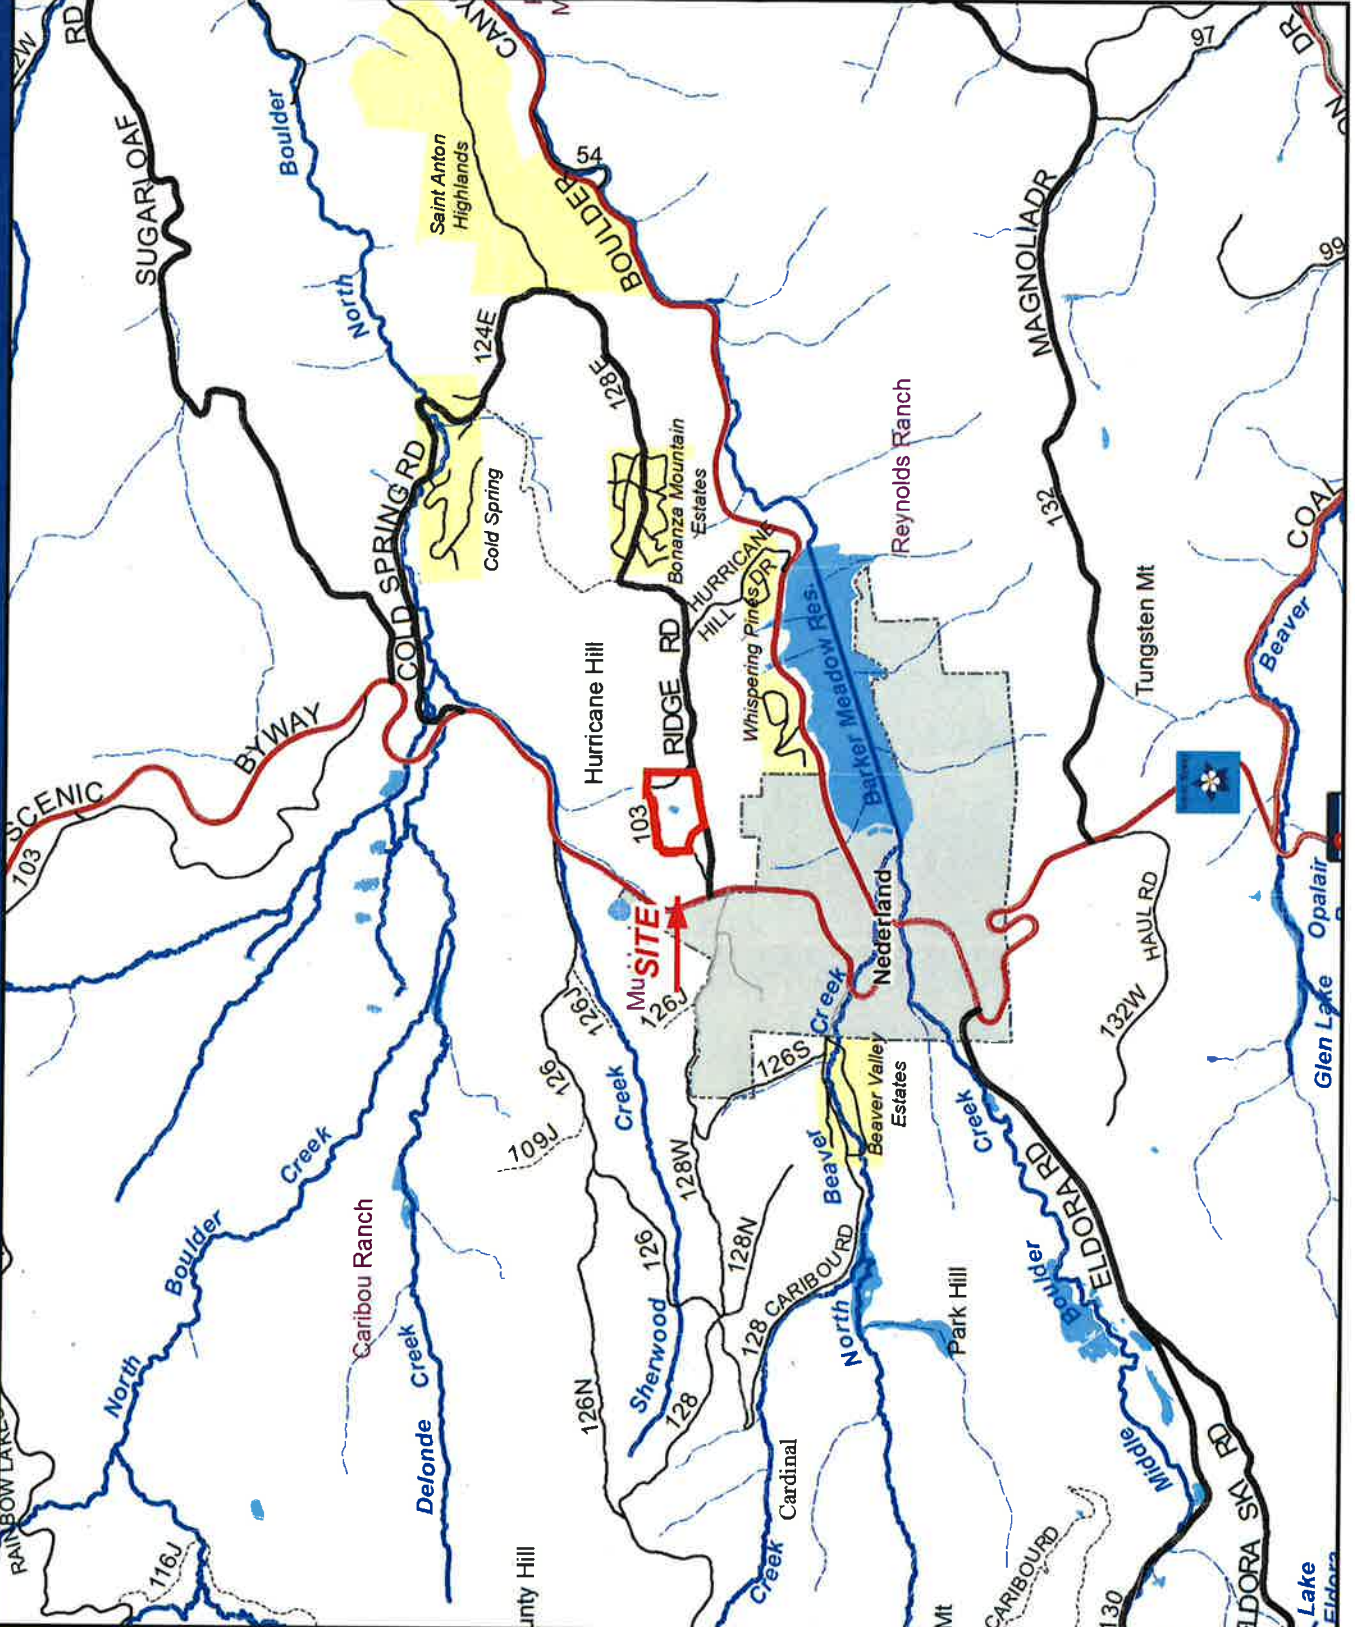 RD
SUGARLOAF
Boulder
North
Saint Anton
Highlands
BOULDER
54
97
DR
MAGNOLIADR
99
124E
128E
COLD SPRING RD
Cold Spring
Bonanza Mountain
Estates
HURRICANE
HILL
DR
Whispering Pines
Reynolds Ranch
132
Tungsten Mt
Beaver
SCENIC
BYWAY
103
Hurricane Hill
RIDGE RD
103
Barker Meadow Res.
SITE
Nederland
HAUL RD
132W
Opalair
Glen Lake
126J
126J
126
109J
Creek
128W
126S
Creek
Beaver
Beaver Valley
Estates
Creek
ELDORA RD
Creek
Boulder
North
Caribou Ranch
Delonde
Creek
126N
126
Sherwood
128
128N
128 CARIBOU RD
North
Park Hill
Boulder
Middle
Cardinal
Creek
116J
CARIBOURD
130
SKI RD
Lake
Eldora